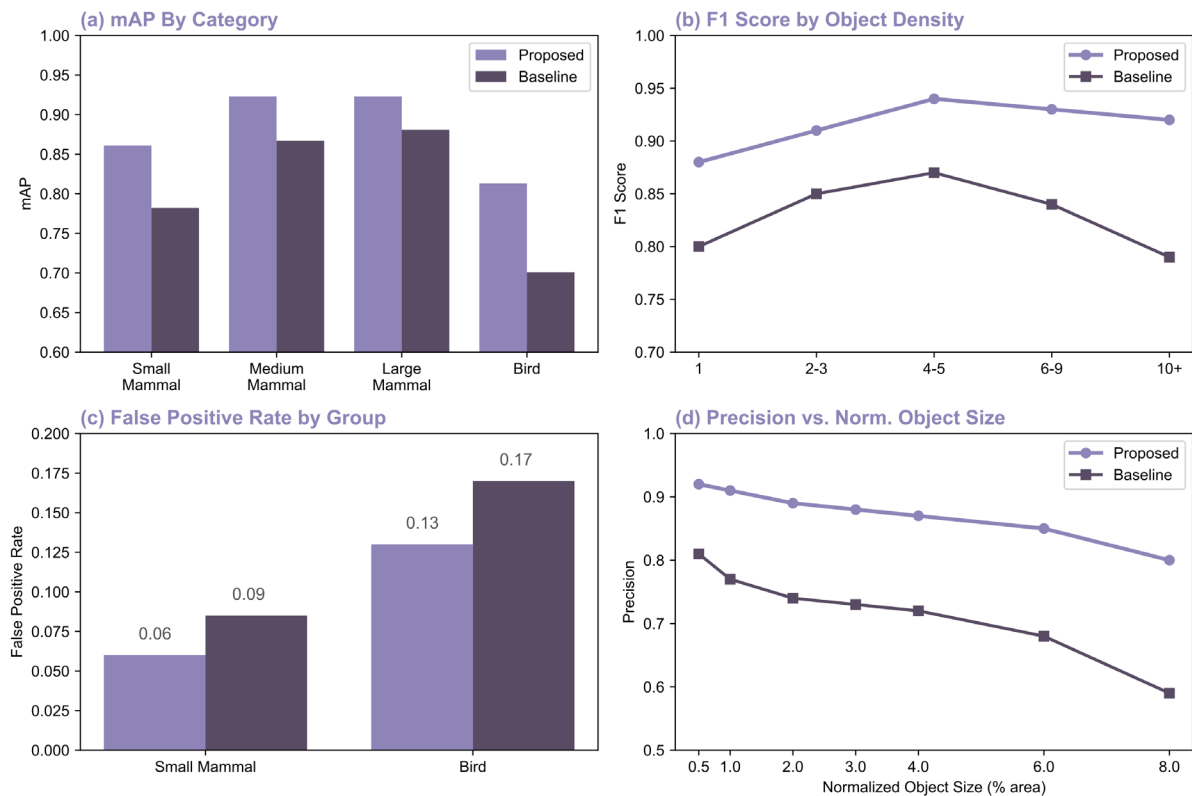 (a) mAP By Category
mAP
1.00
0.95
0.90
0.85
0.80
0.75
0.70
0.65
0.60
Proposed
Baseline
Small
Mammal
Medium
Mammal
Large
Mammal
Bird
(b) F1 Score by Object Density
F1 Score
1.00
0.95
0.90
0.85
0.80
0.75
0.70
Proposed
Baseline
1
2-3
4-5
6-9
10+
(c) False Positive Rate by Group
False Positive Rate
0.200
0.175
0.150
0.125
0.100
0.075
0.050
0.025
0.000
0.06
0.09
0.13
0.17
Small Mammal
Bird
(d) Precision vs. Norm. Object Size
Precision
1.0
0.9
0.8
0.7
0.6
0.5
Proposed
Baseline
0.5
1.0
2.0
3.0
4.0
6.0
8.0
Normalized Object Size (% area)